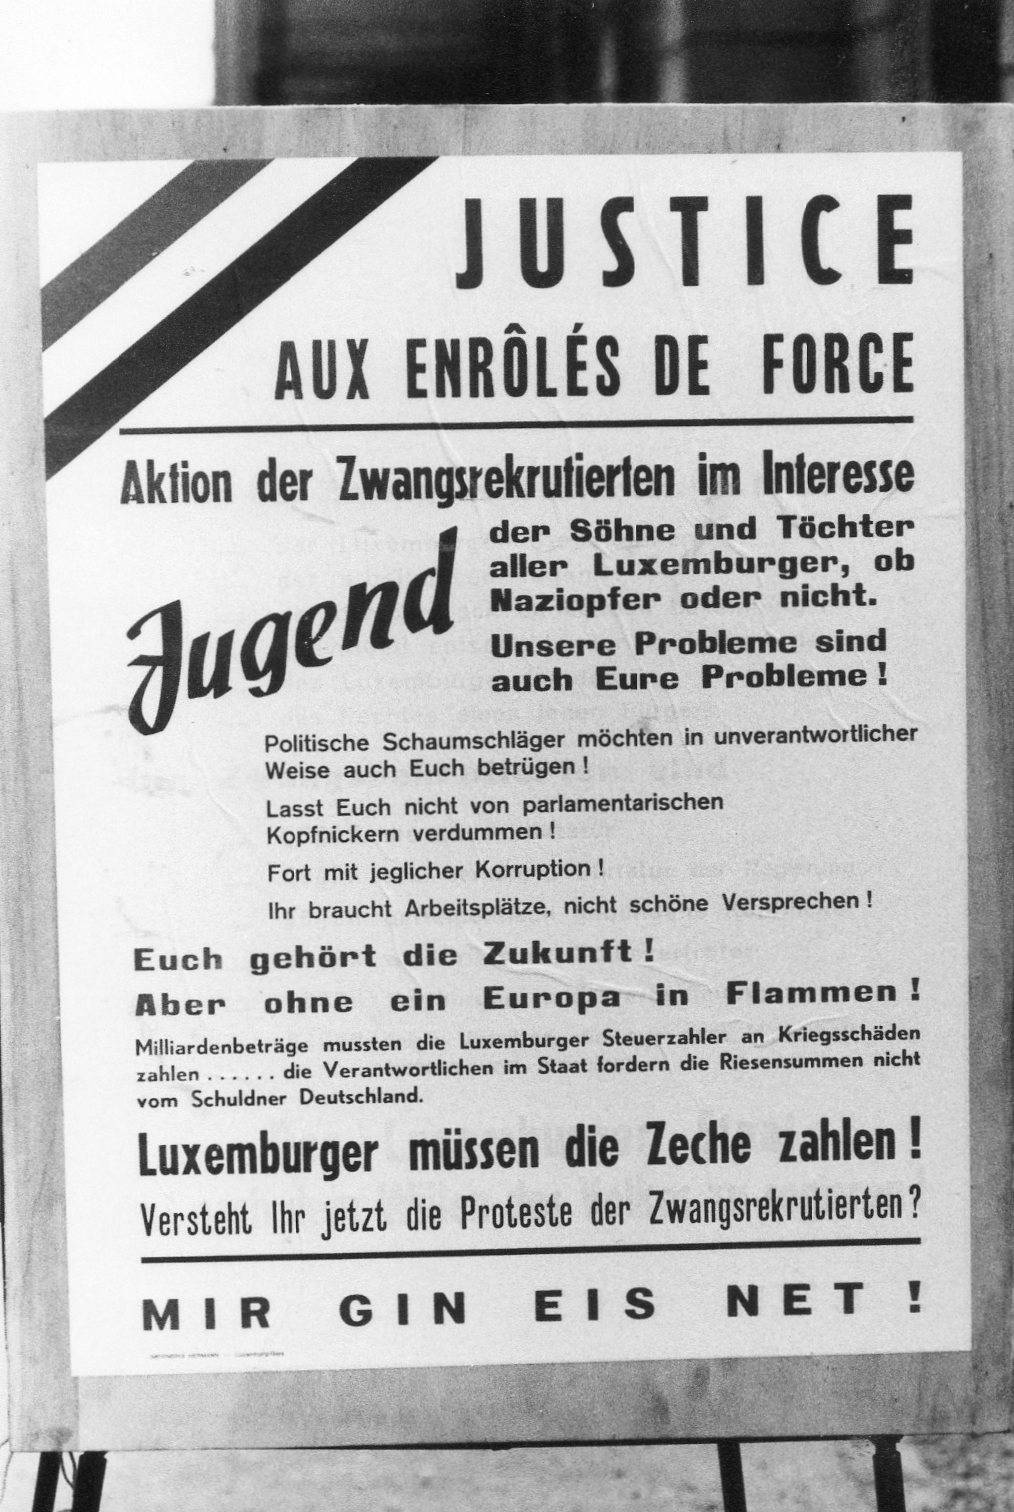 JUSTICE
AUX ENRÔLÉS DE FORCE
Aktion der Zwangsrekrutierten im Interesse
Jugend
der Söhne und Töchter
aller Luxemburger, ob
Naziopfer oder nicht.
Unsere Probleme sind
auch Eure Probleme !
Politische Schaumschläger möchten in unverantwortlicher
Weise auch Euch betrügen !
Lasst Euch nicht von parlamentarischen
Kopfnickern verdummen !
Fort mit jeglicher Korruption !
Ihr braucht Arbeitsplätze, nicht schöne Versprechen !
Euch gehört die Zukunft !
Aber ohne ein Europa in Flammen !
Milliardenbeträge mussten die Luxemburger Steuerzahler an Kriegsschäden
zahlen . . . . . . die Verantwortlichen im Staat fordern die Riesensummen nicht
vom Schuldner Deutschland.
Luxemburger müssen die Zeche zahlen !
Versteht Ihr jetzt die Proteste der Zwangsrekrutierten ?
MIR GIN EIS NET !